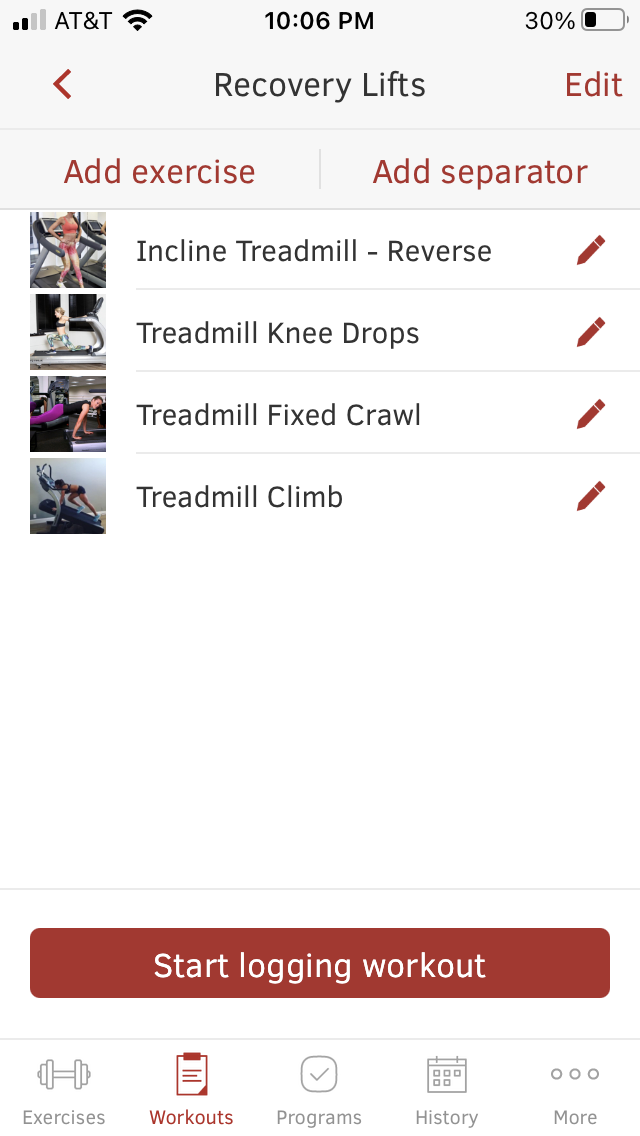 AT&T 10:06 PM 30%
Recovery Lifts Edit
Add exercise Add separator
Incline Treadmill - Reverse
Treadmill Knee Drops
Treadmill Fixed Crawl
Treadmill Climb
Start logging workout
Exercises Workouts Programs History More